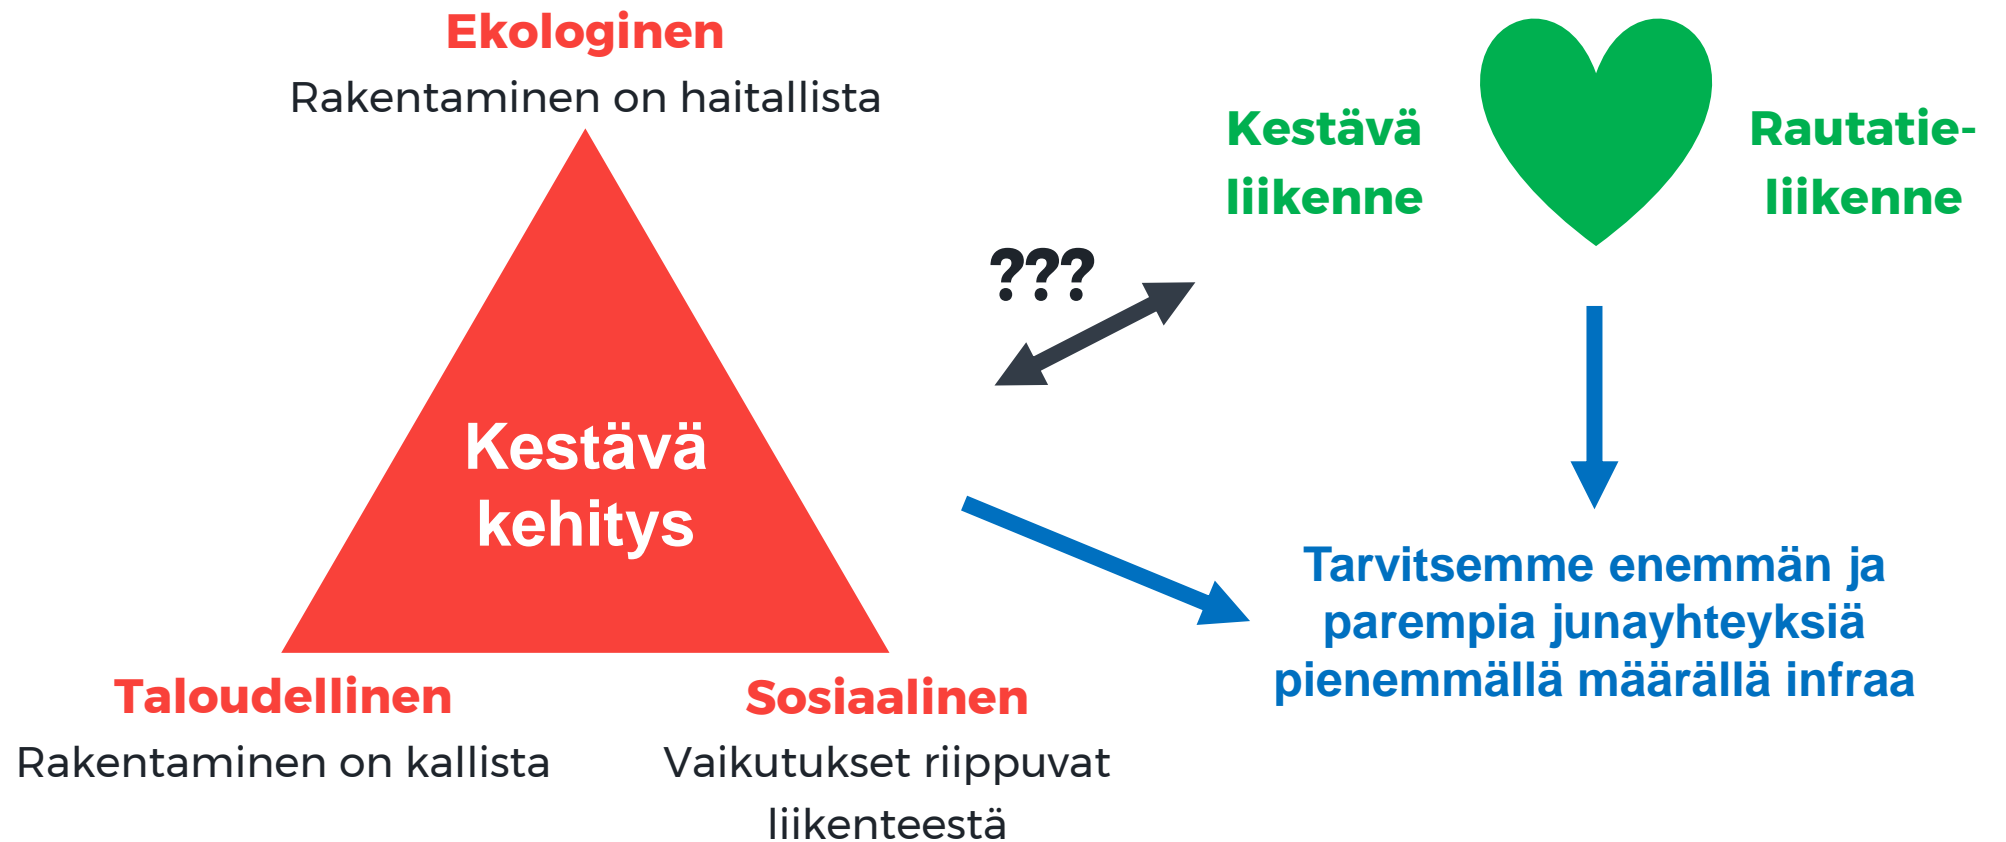 Ekologinen
Rakentaminen on haitallista
Kestävä
kehitys
Taloudellinen
Rakentaminen on kallista
Sosiaalinen
Vaikutukset riippuvat
liikenteestä
???
Kestävä
liikenne
Rautatie-
liikenne
Tarvitsemme enemmän ja
parempia junayhteyksiä
pienemmällä määrällä infraa